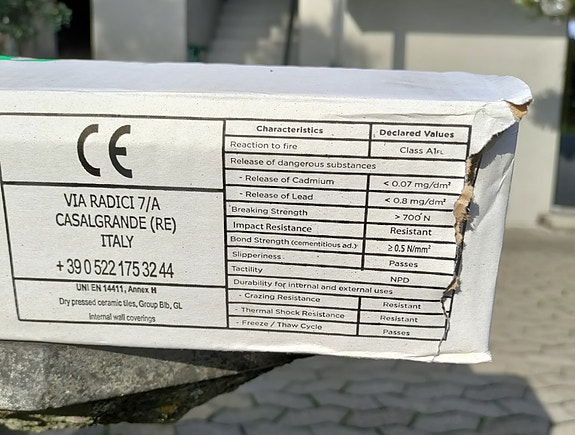 CE
VIA RADICI 7/A
CASALGRANDE (RE)
ITALY
+ 39 0 522 175 32 44
UNI EN 14411, Annex H
Dry pressed ceramic tiles, Group BIb, GL
Internal wall coverings
Characteristics Declared Values
Reaction to fire Class A1FL
Release of dangerous substances
- Release of Cadmium < 0.07 mg/dm²
- Release of Lead < 0.8 mg/dm²
Breaking Strength > 700 N
Impact Resistance Resistant
Bond Strength (cementitious ad.) ≥ 0.5 N/mm²
Slipperiness Passes
Tactility NPD
Durability for internal and external uses
- Crazing Resistance Resistant
- Thermal Shock Resistance Resistant
- Freeze / Thaw Cycle Passes